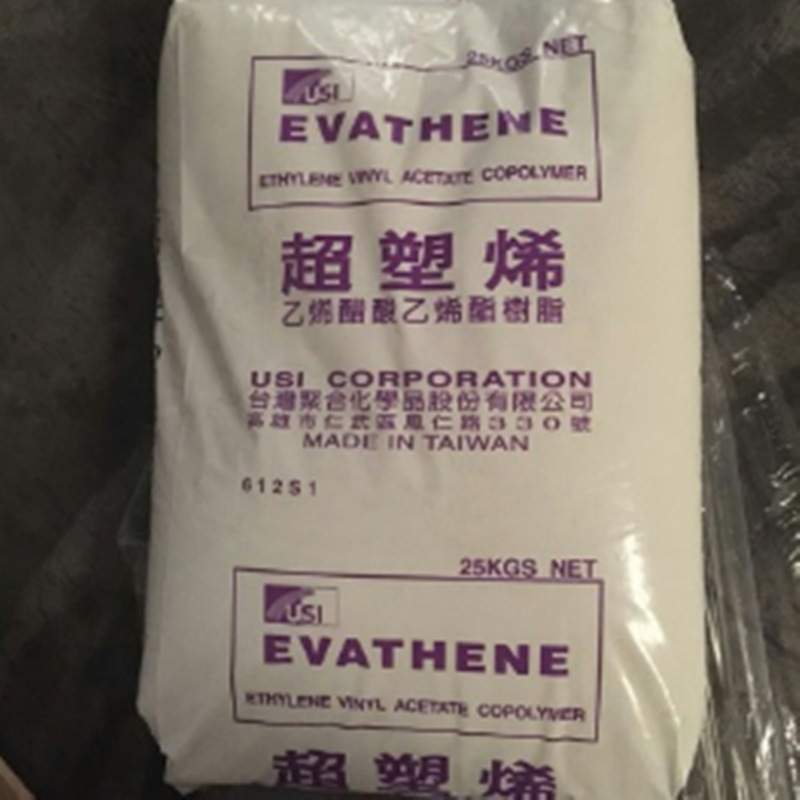 25KGS NET
USI
EVATHENE
ETHYLENE VINYL ACETATE COPOLYMER
超塑烯
乙烯醋酸乙烯酯樹脂
USI CORPORATION
台灣聚合化學品股份有限公司
高雄市仁武區鳳仁路330號
MADE IN TAIWAN
612S1
25KGS NET
USI
EVATHENE
ETHYLENE VINYL ACETATE COPOLYMER
超塑烯